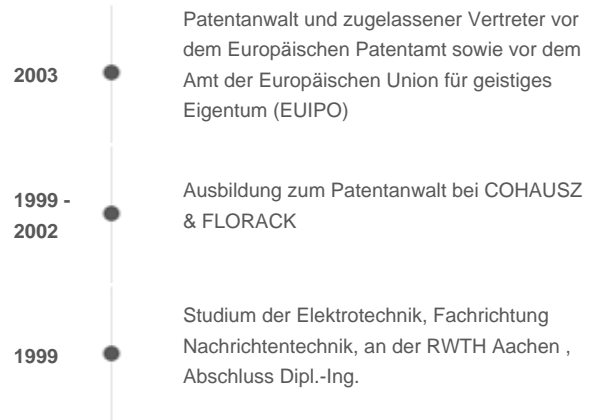 Patentanwalt und zugelassener Vertreter vor
dem Europäischen Patentamt sowie vor dem
2003
Amt der Europäischen Union für geistiges
Eigentum (EUIPO)
1999 -
2002
Ausbildung zum Patentanwalt bei COHAUSZ
& FLORACK
Studium der Elektrotechnik, Fachrichtung
1999
Nachrichtentechnik, an der RWTH Aachen ,
Abschluss Dipl.-Ing.